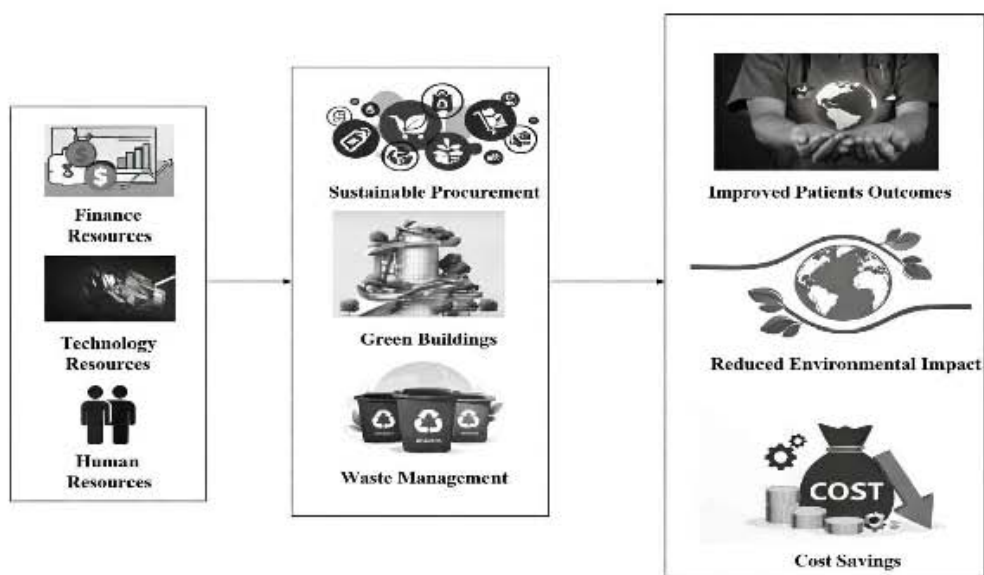 Finance
Resources
Technology
Resources
Human
Resources
Sustainable Procurement
Green Buildings
Waste Management
Improved Patients Outcomes
Reduced Environmental Impact
COST
Cost Savings